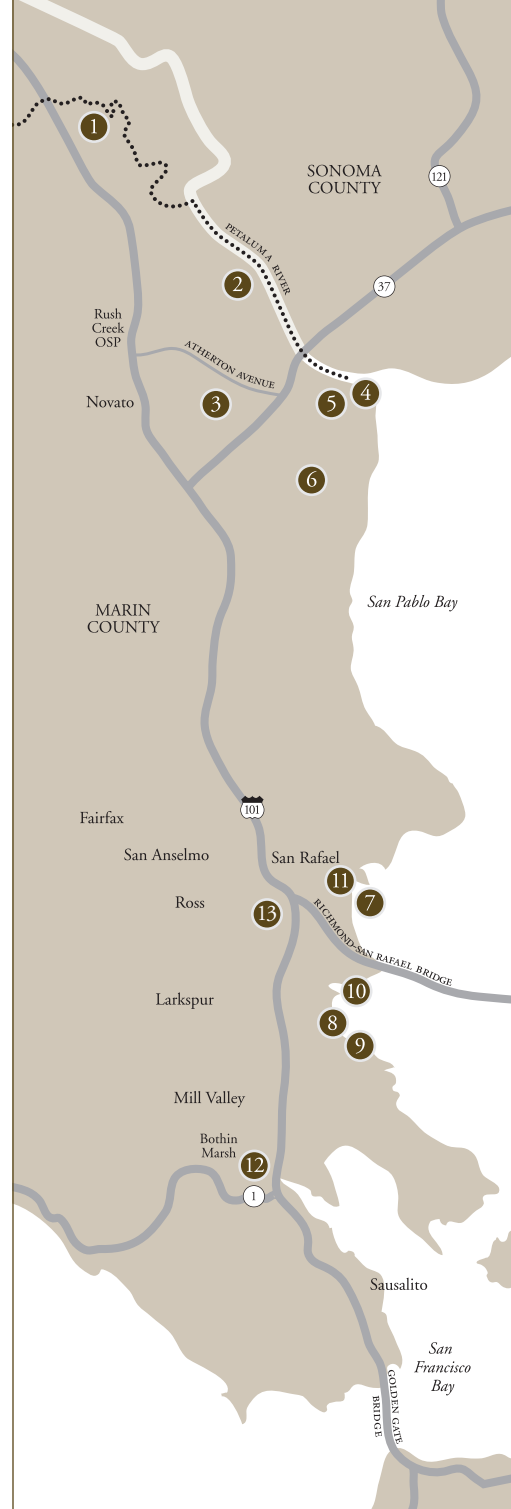 1
SONOMA
COUNTY
121
PETALUMA RIVER
2
37
Rush
Creek
OSP
ATHERTON AVENUE
Novato
3
5
4
6
San Pablo Bay
MARIN
COUNTY
101
Fairfax
San Anselmo
San Rafael
11
7
Ross
13
RICHMOND-SAN RAFAEL BRIDGE
10
Larkspur
8
9
Mill Valley
Bothin
Marsh
12
1
Sausalito
San
Francisco
Bay
GOLDEN GATE
BRIDGE